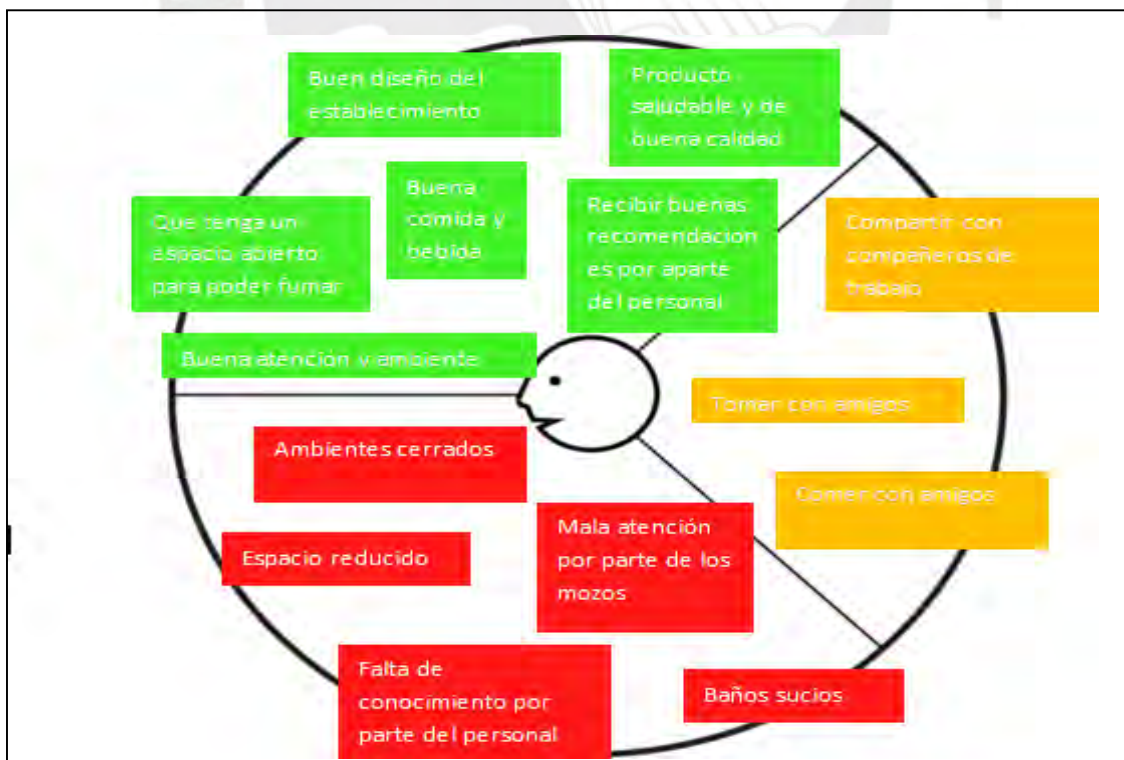 Buen diseño del
establecimiento
Producto
saludable y de
buena calidad
Buena
comida y
bebida
Recibir buenas
recomendacion
es por aparte
del personal
Que tenga un
espacio abierto
para poder fumar
Compartir con
compañeros de
trabajo
Buena atención y ambiente
Tomar con amigos
Ambientes cerrados
Comer con amigos
Mala atención
por parte de los
mozos
Espacio reducido
Falta de
conocimiento por
parte del personal
Baños sucios